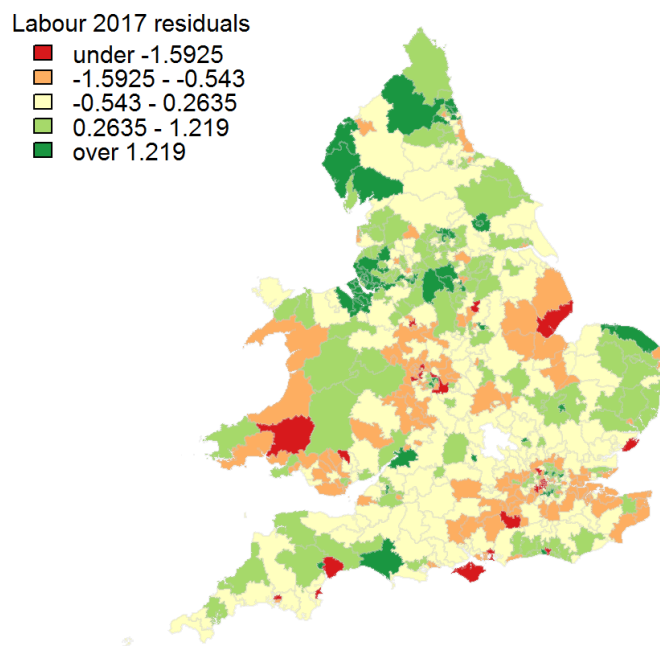 Labour 2017 residuals
under -1.5925
-1.5925 - -0.543
-0.543 - 0.2635
0.2635 - 1.219
over 1.219